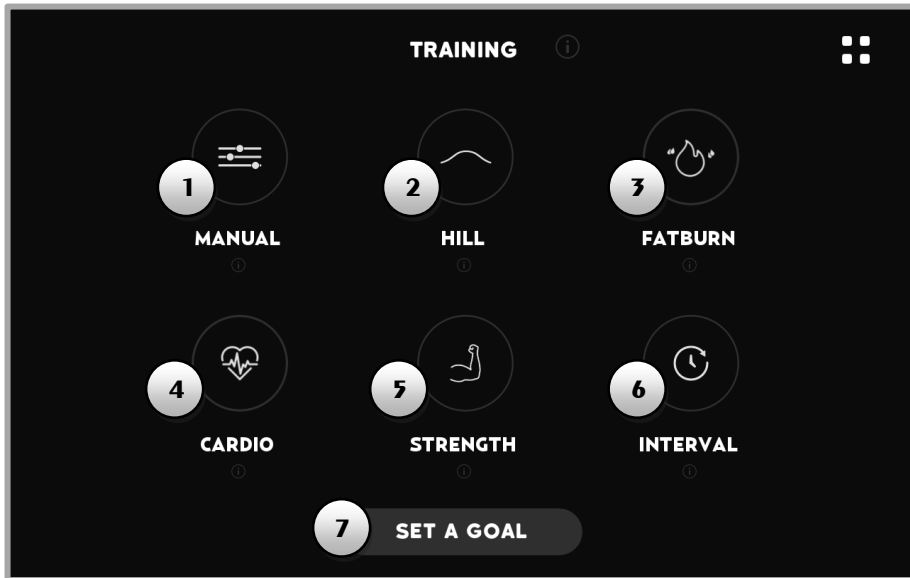 TRAINING
1 2 3
MANUAL HILL FATBURN
4 5 6
CARDIO STRENGTH INTERVAL
7 SET A GOAL